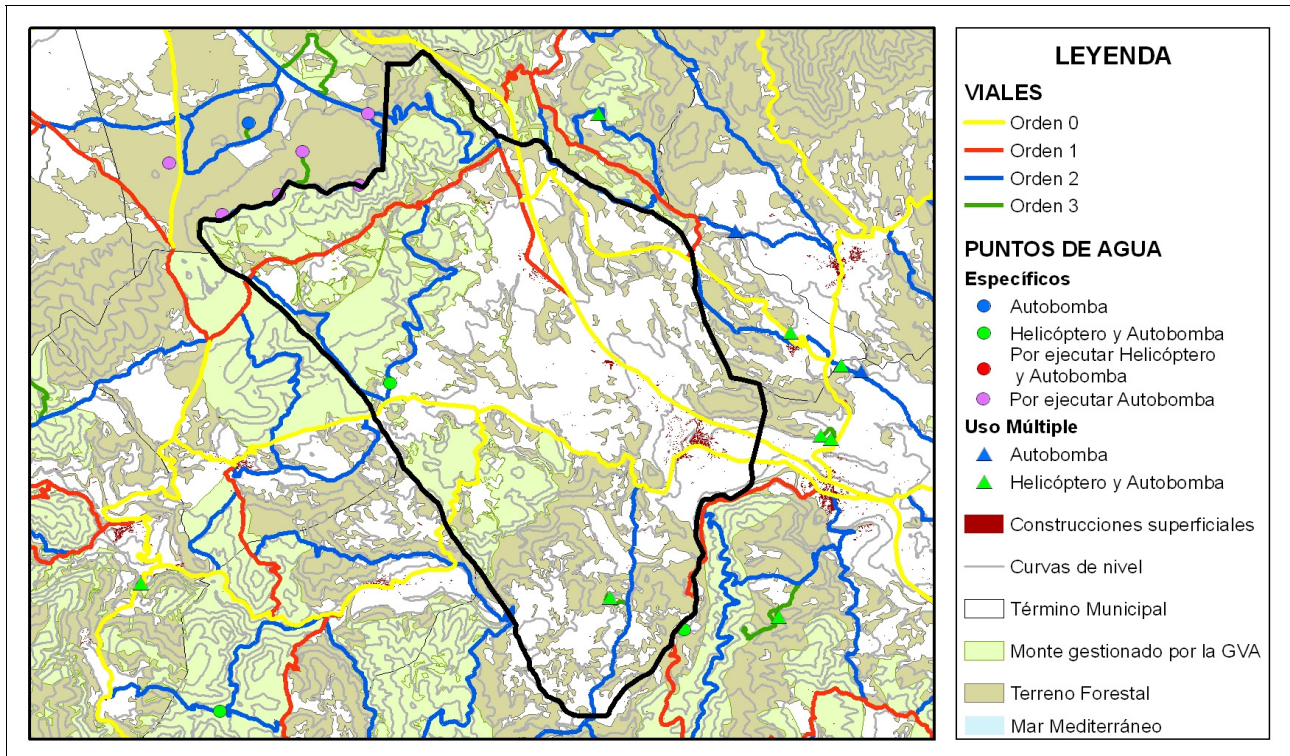 LEYENDA
VIALES
Orden 0
Orden 1
Orden 2
Orden 3
PUNTOS DE AGUA
Específicos
Autobomba
Helicóptero y Autobomba
Por ejecutar Helicóptero
y Autobomba
Por ejecutar Autobomba
Uso Múltiple
Autobomba
Helicóptero y Autobomba
Construcciones superficiales
Curvas de nivel
Término Municipal
Monte gestionado por la GVA
Terreno Forestal
Mar Mediterráneo